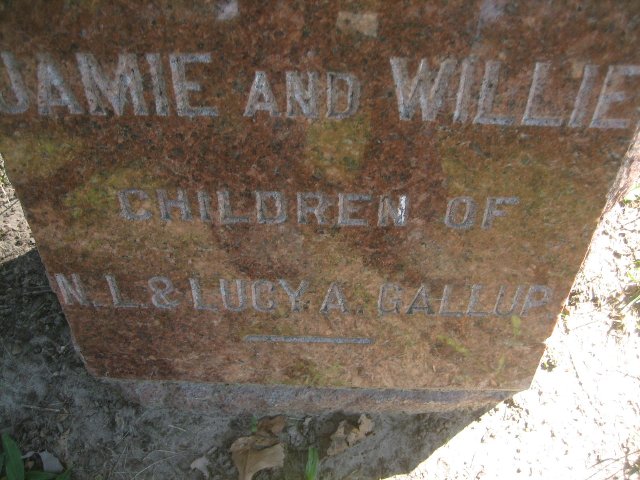 JAMIE AND WILLIE
CHILDREN OF
N. L. & LUCY A. GALLUP